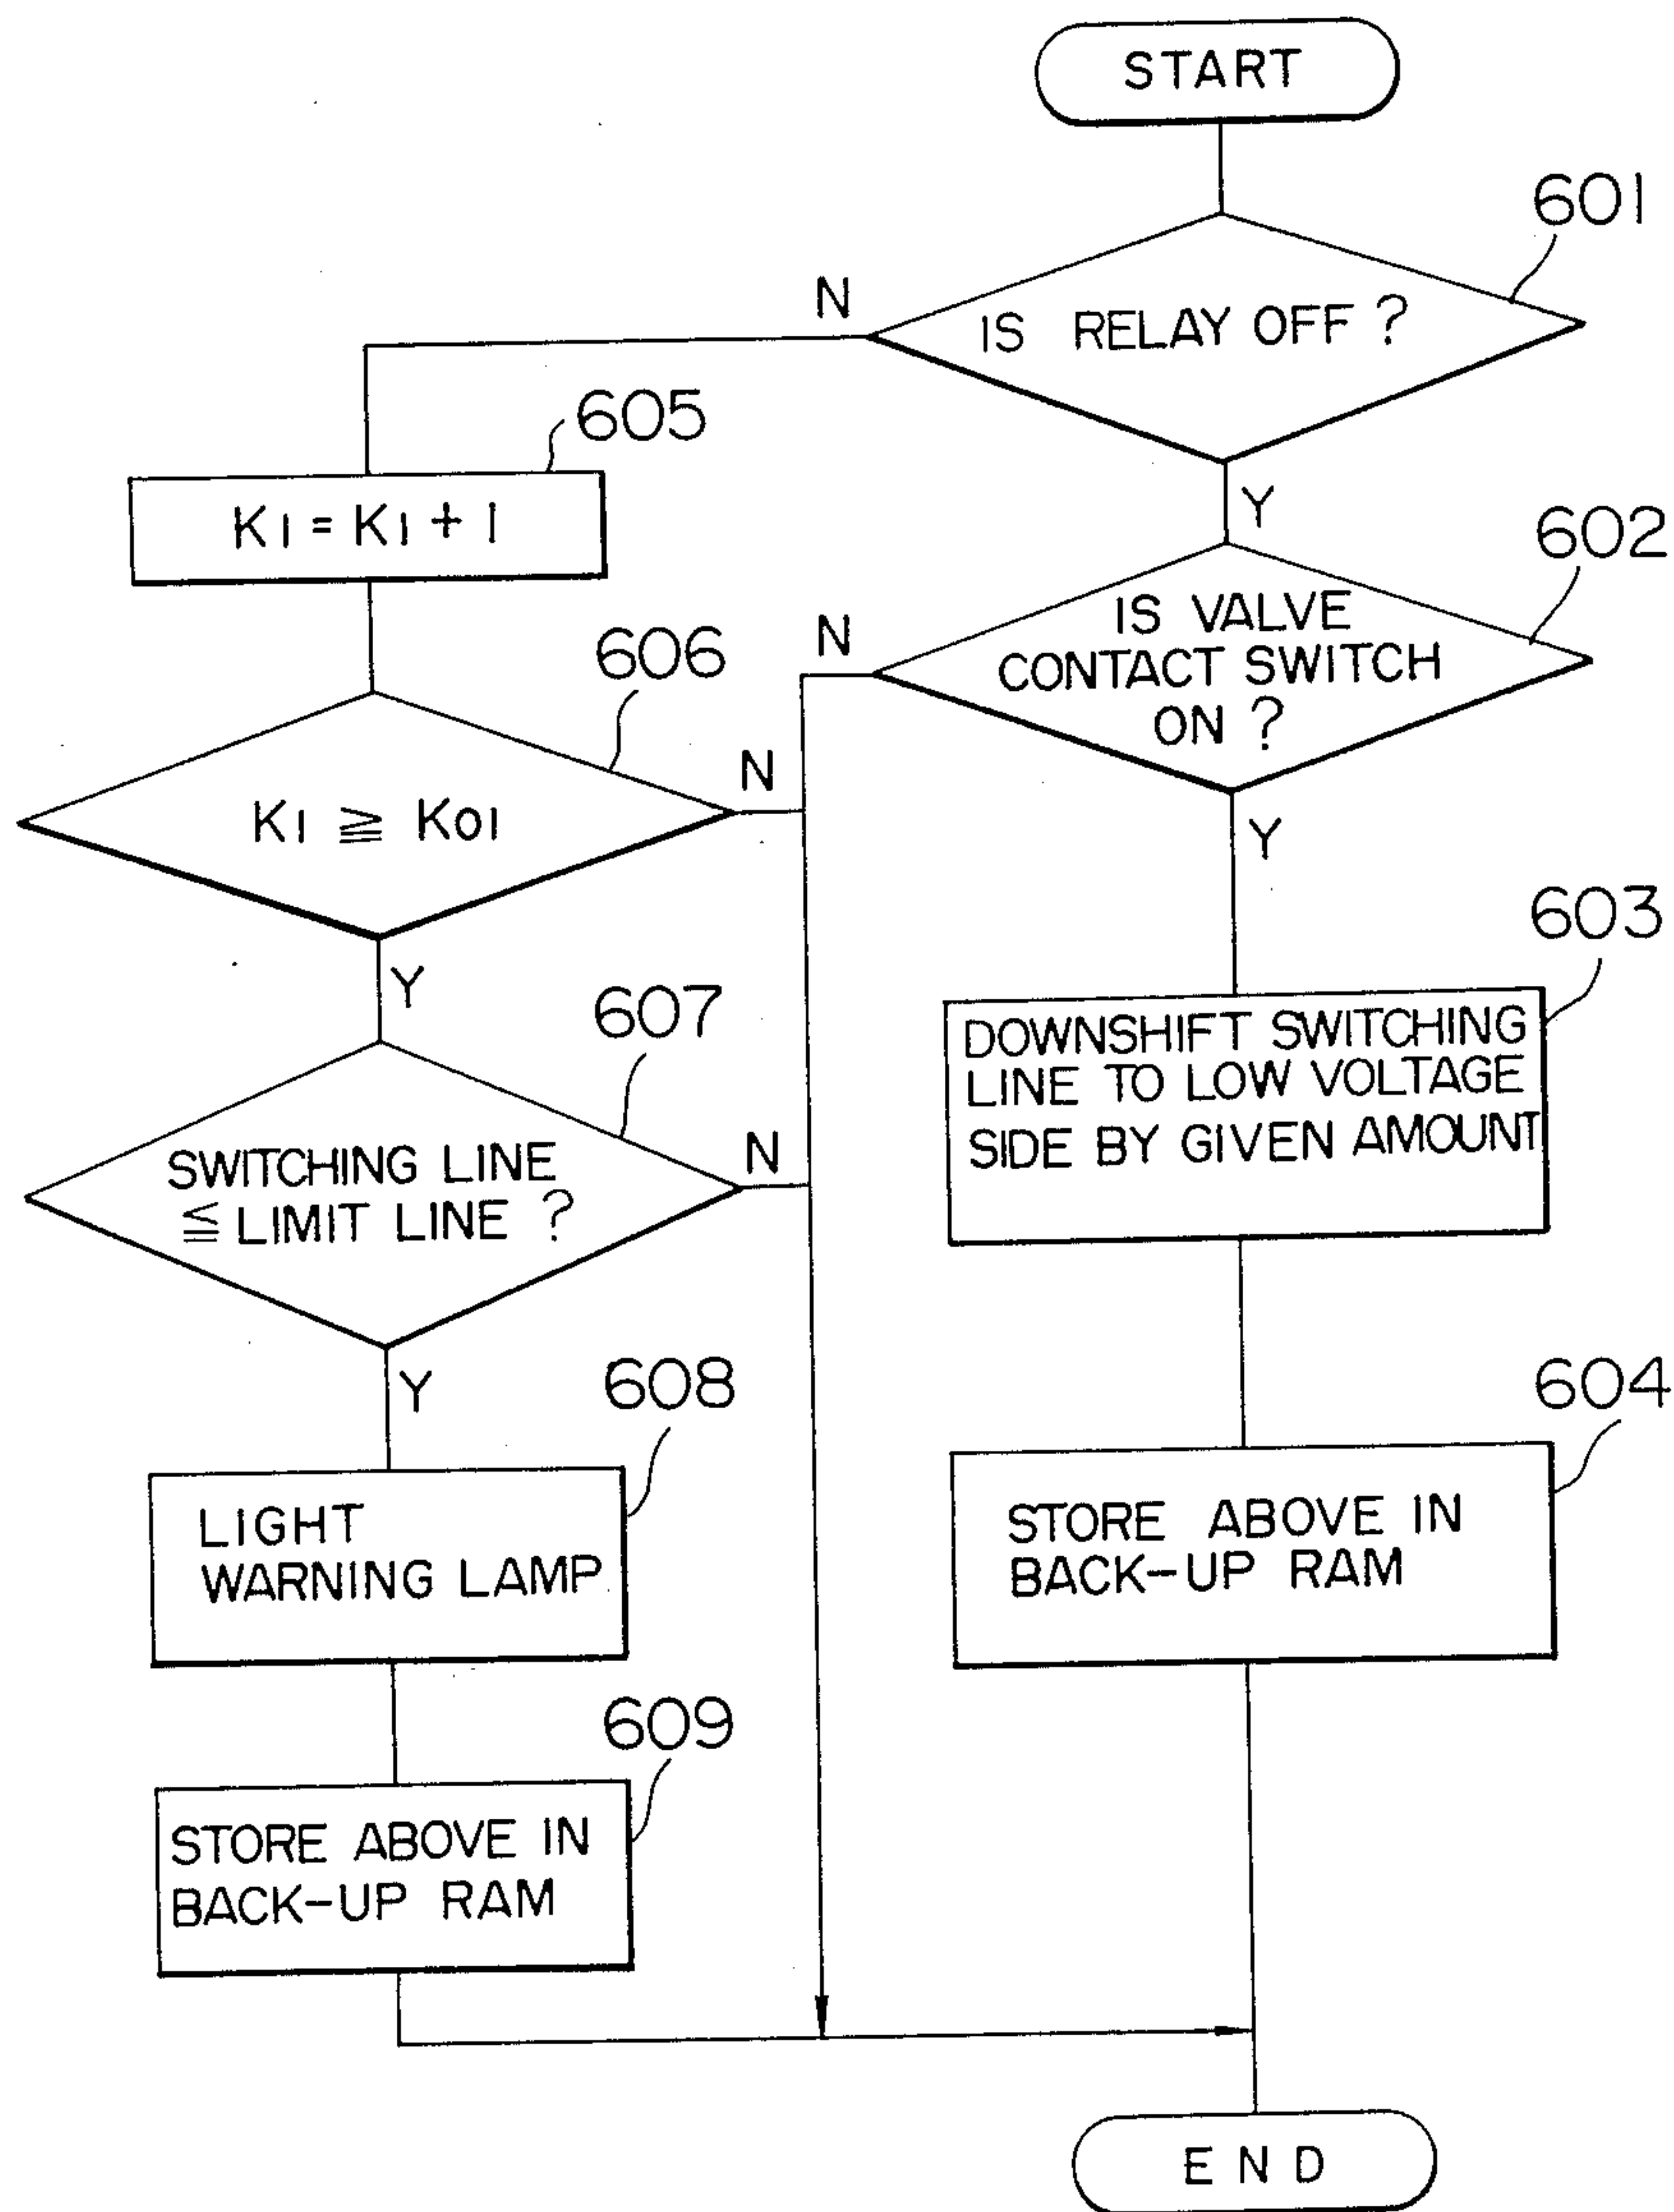 START
601
IS RELAY OFF ?
N
Y
605
K1 = K1 + 1
602
IS VALVE
CONTACT SWITCH
ON ?
N
Y
606
K1 ≧ K01
N
Y
603
DOWNSHIFT SWITCHING
LINE TO LOW VOLTAGE
SIDE BY GIVEN AMOUNT
607
SWITCHING LINE
≦ LIMIT LINE ?
N
Y
604
STORE ABOVE IN
BACK-UP RAM
608
LIGHT
WARNING LAMP
609
STORE ABOVE IN
BACK-UP RAM
END